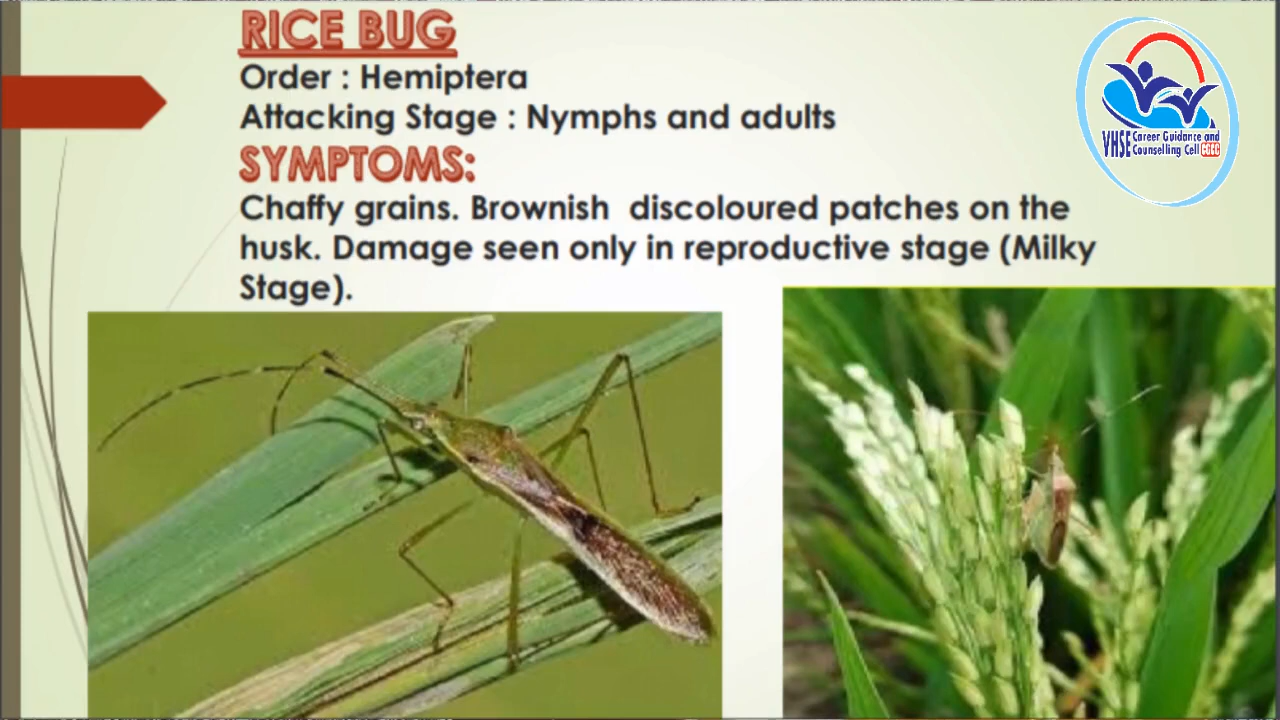 RICE BUG
Order : Hemiptera
Attacking Stage : Nymphs and adults
SYMPTOMS:
Chaffy grains. Brownish discoloured patches on the
husk. Damage seen only in reproductive stage (Milky
Stage).
VHSE Career Guidance and
Counselling Cell CGCC